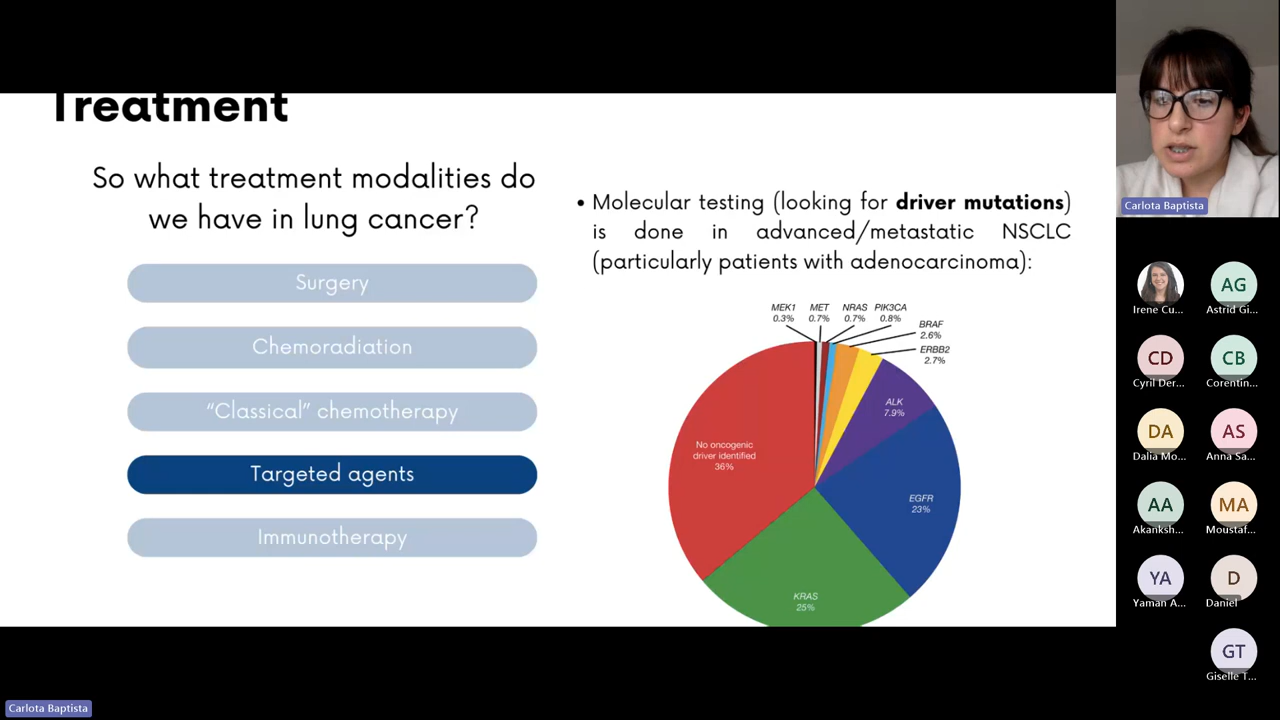 Treatment
So what treatment modalities do
we have in lung cancer?
Surgery
Chemoradiation
“Classical” chemotherapy
Targeted agents
Immunotherapy
• Molecular testing (looking for driver mutations)
is done in advanced/metastatic NSCLC
(particularly patients with adenocarcinoma):
MEK1
0.3%
MET
0.7%
NRAS
0.7%
PIK3CA
0.8%
BRAF
2.6%
ERBB2
2.7%
ALK
7.9%
No oncogenic
driver identified
36%
EGFR
23%
KRAS
25%
Carlota Baptista
Irene Cu...
AG
Astrid Gi...
CD
Cyril Der...
CB
Corentin...
DA
Dalia Mo...
AS
Anna Sa...
AA
Akanksh...
MA
Moustaf...
YA
Yaman A...
D
Daniel
GT
Giselle T...
Carlota Baptista